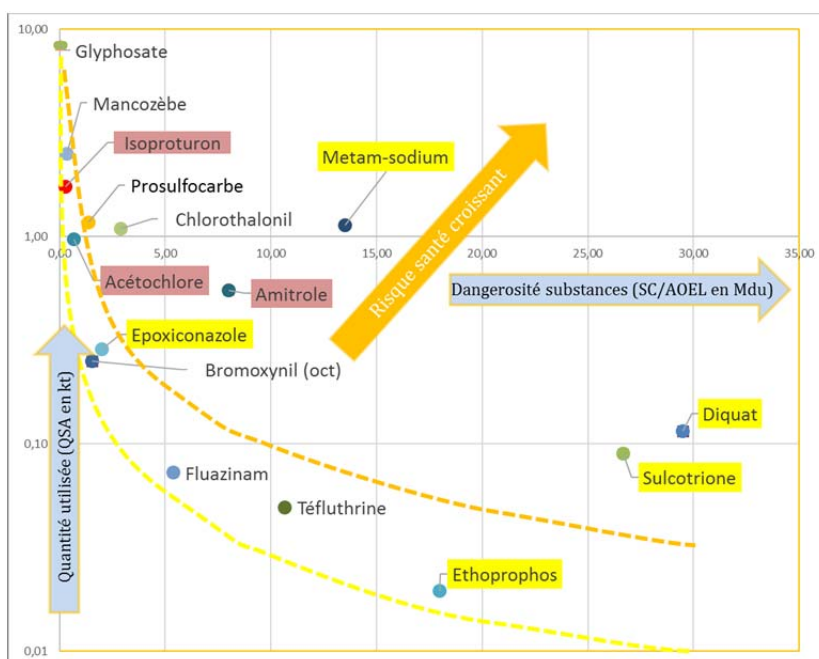 10,00
Glyphosate
Mancozèbe
Isoproturon
Metam-sodium
Prosulfocarbe
Chlorothalonil
1,00
0,00
5,00
10,00
15,00
20,00
25,00
30,00
35,00
Acétochlore
Amitrole
Risque santé croissant
Dangerosité substances (SC/AOEL en Mdu)
Epoxiconazole
Bromoxynil (oct)
Quantité utilisée (QSA en kt)
Diquat
0,10
Sulcotrione
Fluazinam
Téfluthrine
Ethoprophos
0,01